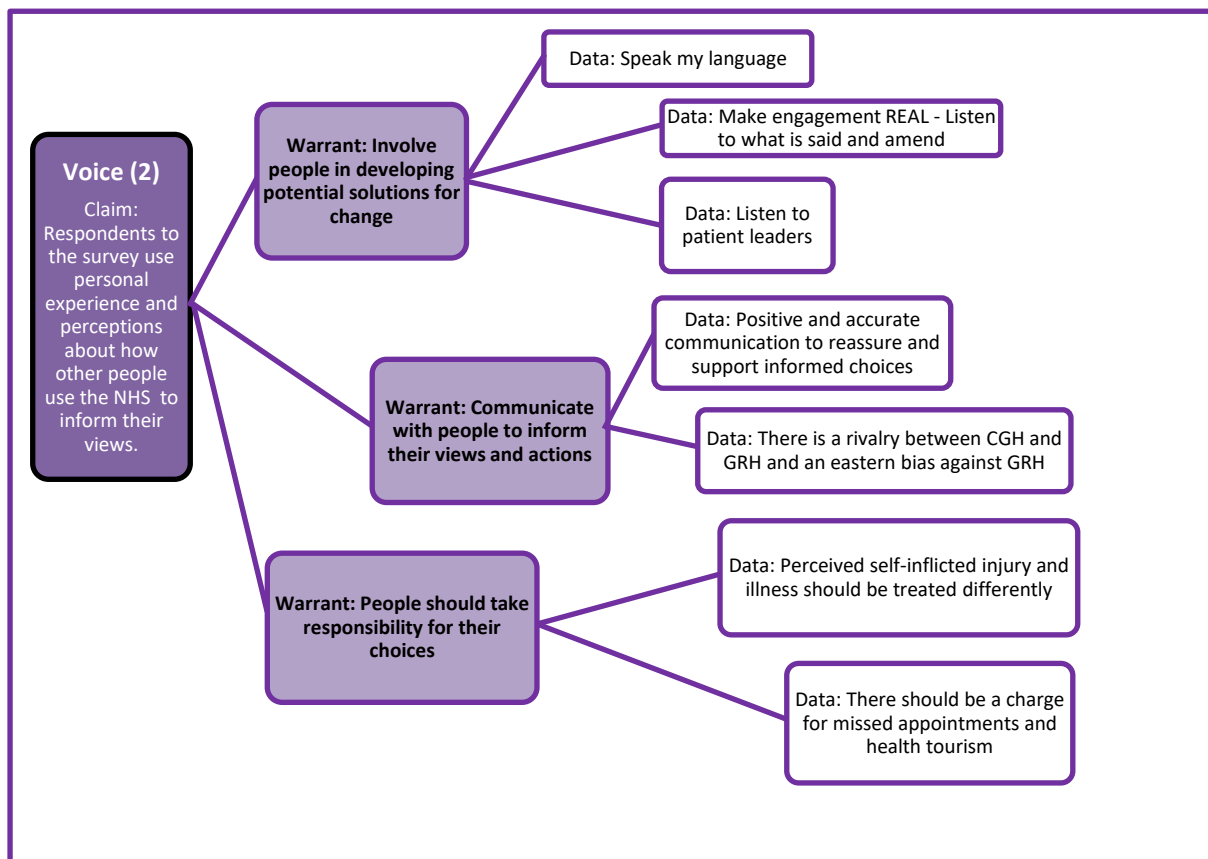 Voice (2)
Claim:
Respondents to
the survey use
personal
experience and
perceptions
about how
other people
use the NHS to
inform their
views.
Warrant: Involve
people in developing
potential solutions for
change
Data: Speak my language
Data: Make engagement REAL - Listen
to what is said and amend
Data: Listen to
patient leaders
Warrant: Communicate
with people to inform
their views and actions
Data: Positive and accurate
communication to reassure and
support informed choices
Data: There is a rivalry between CGH and
GRH and an eastern bias against GRH
Warrant: People should take
responsibility for their
choices
Data: Perceived self-inflicted injury and
illness should be treated differently
Data: There should be a charge
for missed appointments and
health tourism